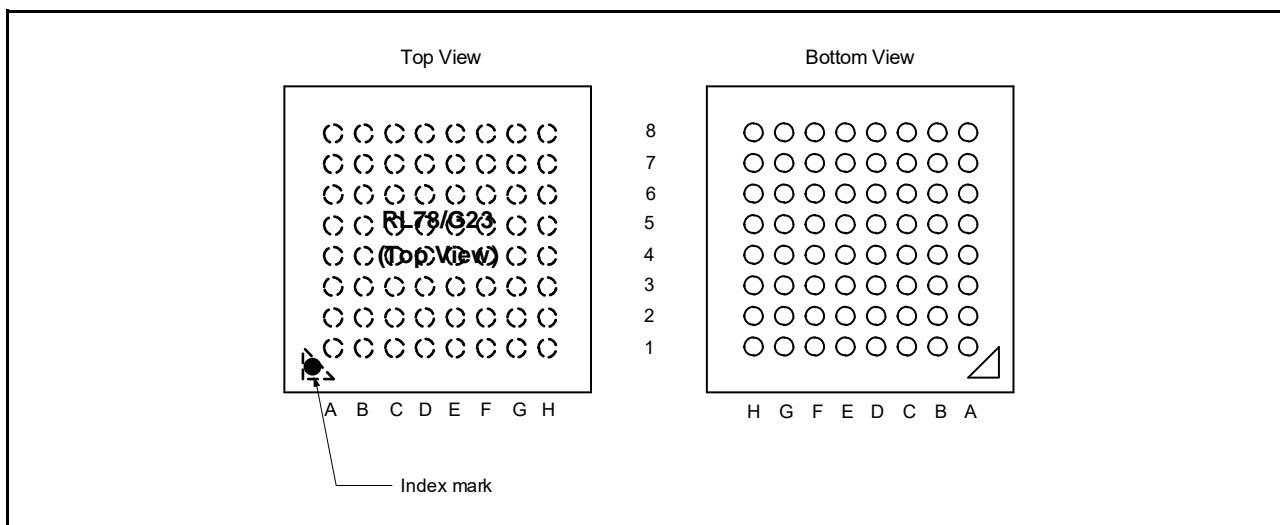 Top View
Bottom View
8
7
6
RL78/G23
5
(Top View)
4
3
2
1
A B C D E F G H
H G F E D C B A
Index mark